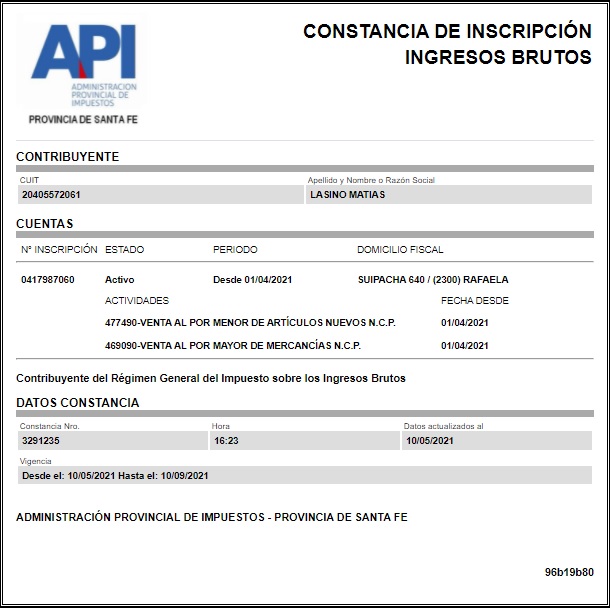 API
ADMINISTRACION
PROVINCIAL DE
IMPUESTOS
PROVINCIA DE SANTA FE
CONSTANCIA DE INSCRIPCIÓN
INGRESOS BRUTOS
CONTRIBUYENTE
CUIT Apellido y Nombre o Razón Social
20405572061 LASINO MATIAS
CUENTAS
N° INSCRIPCIÓN ESTADO PERIODO DOMICILIO FISCAL
0417987060 Activo Desde 01/04/2021 SUIPACHA 640 / (2300) RAFAELA
ACTIVIDADES FECHA DESDE
477490-VENTA AL POR MENOR DE ARTÍCULOS NUEVOS N.C.P. 01/04/2021
469090-VENTA AL POR MAYOR DE MERCANCÍAS N.C.P. 01/04/2021
Contribuyente del Régimen General del Impuesto sobre los Ingresos Brutos
DATOS CONSTANCIA
Constancia Nro. Hora Datos actualizados al
3291235 16:23 10/05/2021
Vigencia
Desde el: 10/05/2021 Hasta el: 10/09/2021
ADMINISTRACIÓN PROVINCIAL DE IMPUESTOS - PROVINCIA DE SANTA FE
96b19b80